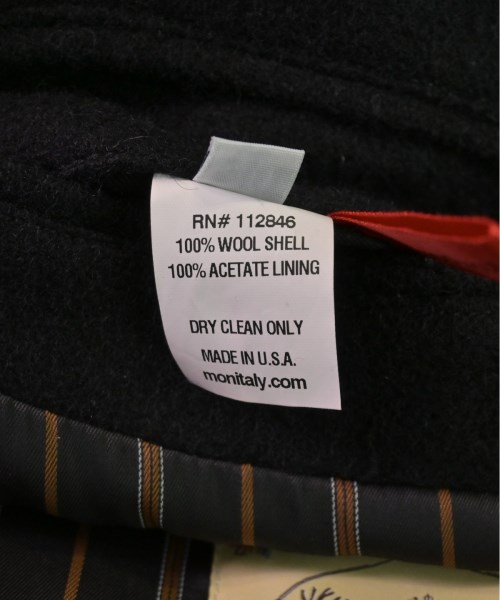 RN# 112846
100% WOOL SHELL
100% ACETATE LINING
DRY CLEAN ONLY
MADE IN U.S.A.
monitaly.com